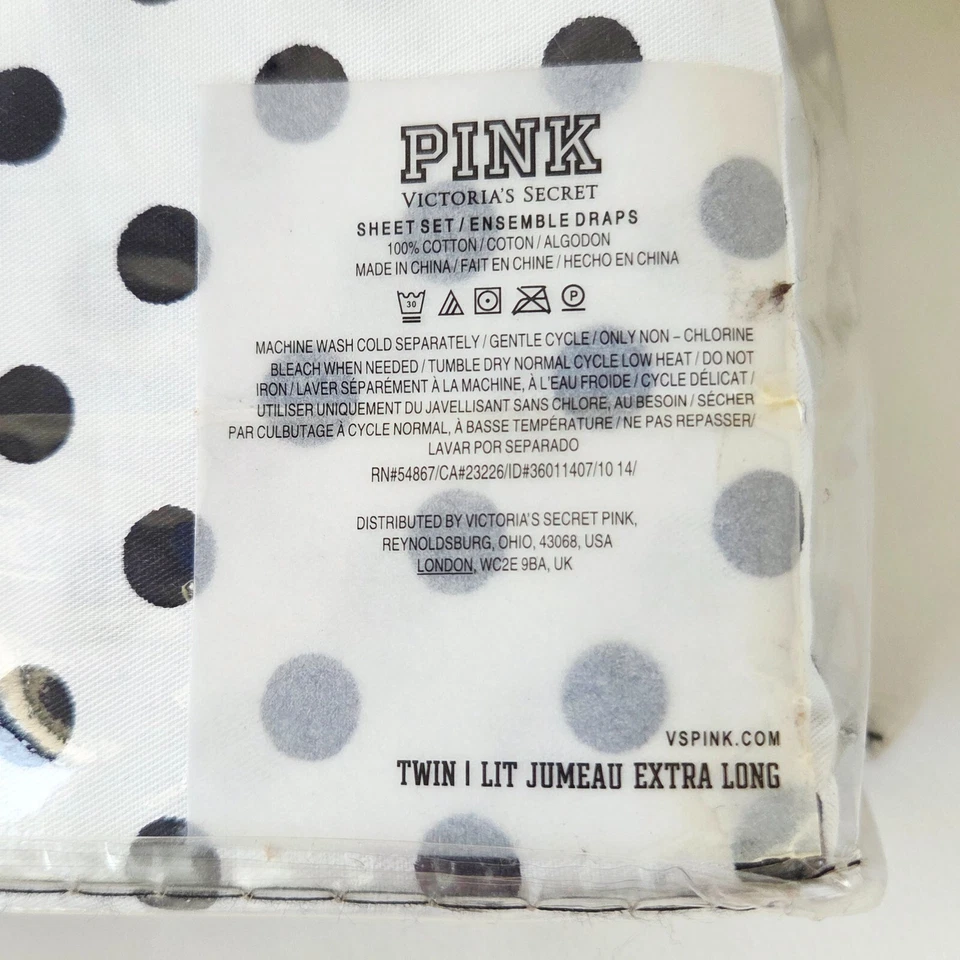 PINK
VICTORIA'S SECRET
SHEET SET / ENSEMBLE DRAPS
100% COTTON / COTON / ALGODON
MADE IN CHINA / FAIT EN CHINE / HECHO EN CHINA
30 P
MACHINE WASH COLD SEPARATELY / GENTLE CYCLE / ONLY NON – CHLORINE
BLEACH WHEN NEEDED / TUMBLE DRY NORMAL CYCLE LOW HEAT / DO NOT
IRON / LAVER SÉPARÉMENT À LA MACHINE, À L'EAU FROIDE / CYCLE DÉLICAT /
UTILISER UNIQUEMENT DU JAVELLISANT SANS CHLORE, AU BESOIN / SÉCHER
PAR CULBUTAGE À CYCLE NORMAL, À BASSE TEMPÉRATURE / NE PAS REPASSER/
LAVAR POR SEPARADO
RN#54867/CA#23226/ID#36011407/10 14/
DISTRIBUTED BY VICTORIA'S SECRET PINK,
REYNOLDSBURG, OHIO, 43068, USA
LONDON, WC2E 9BA, UK
VSPINK.COM
TWIN | LIT JUMEAU EXTRA LONG